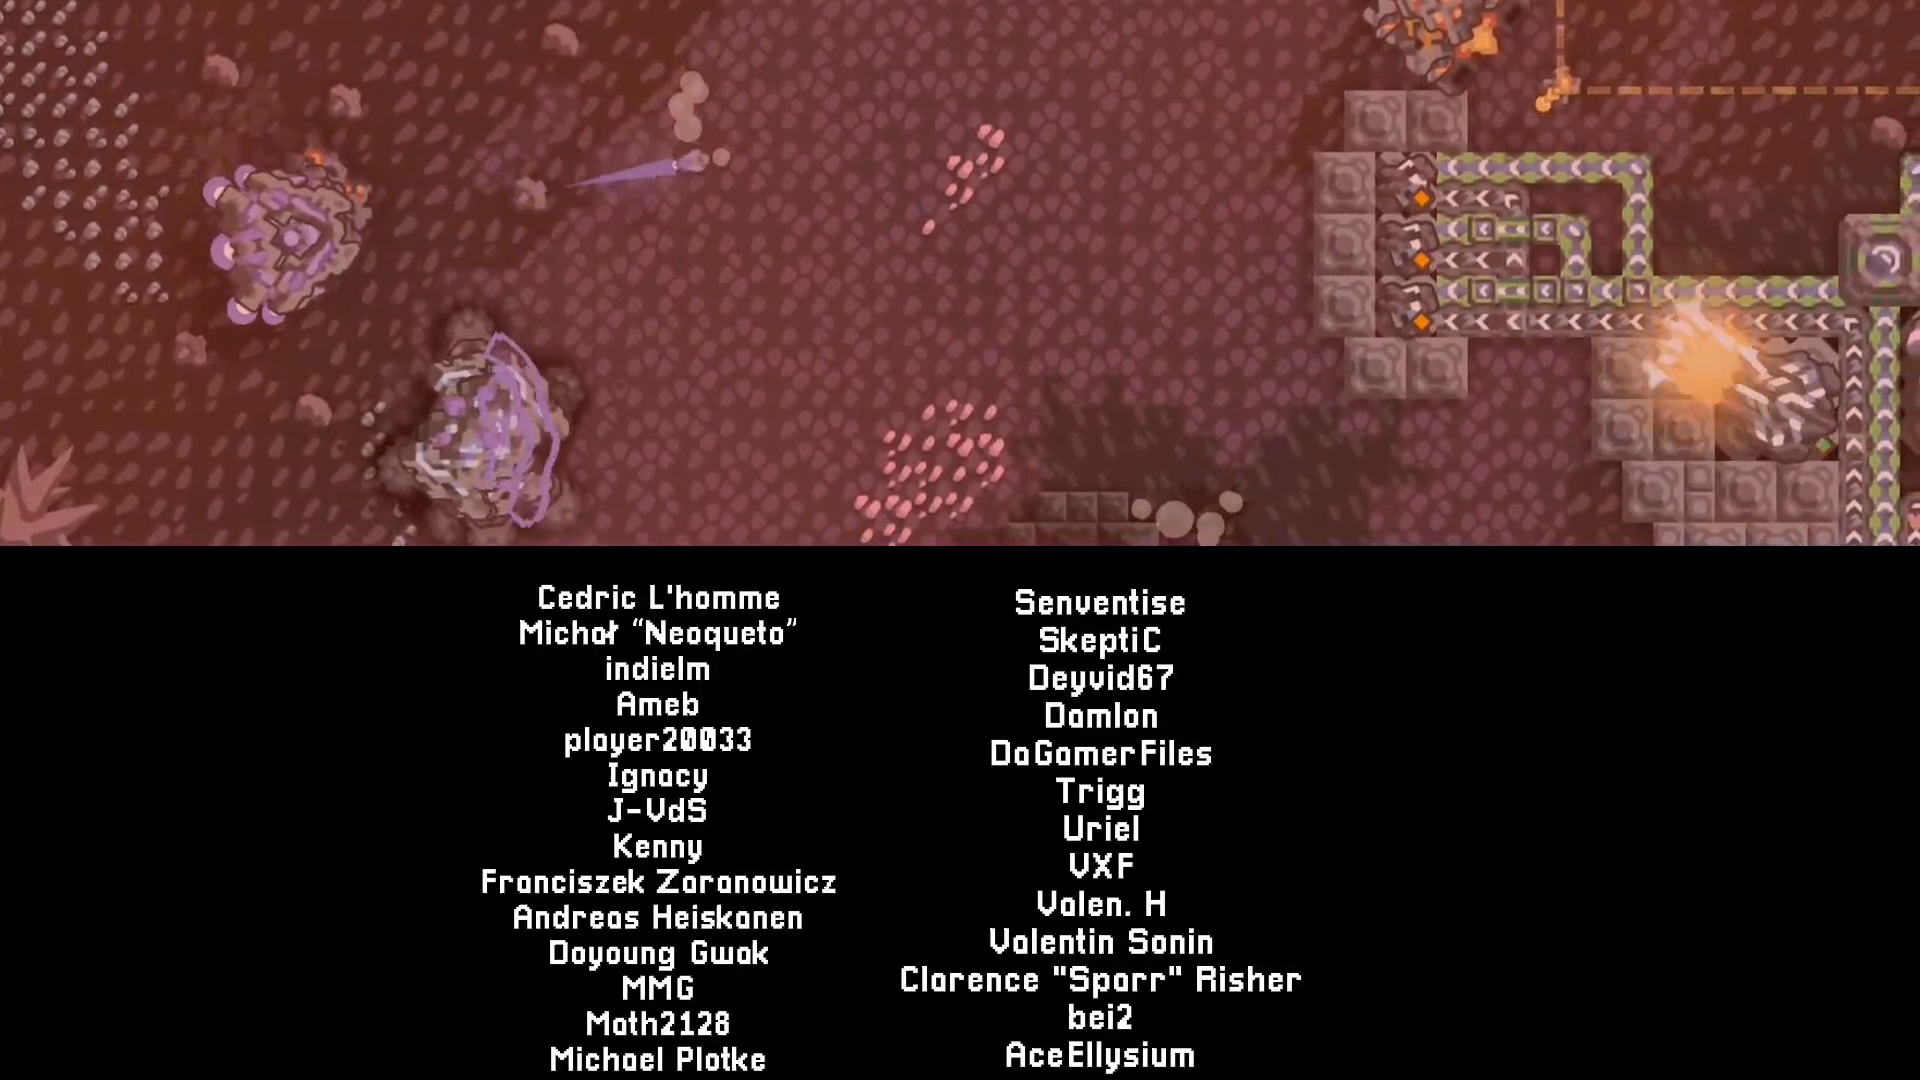 Cedric L'homme
Michał “Neoqueto”
indielm
Ameb
player20033
Ignacy
J-VdS
Kenny
Franciszek Zaranowicz
Andreas Heiskanen
Doyoung Gwak
MMG
Math2128
Michael Plotke
Senventise
SkeptiC
Deyvid67
Damlon
DaGamerFiles
Trigg
Uriel
VXF
Valen. H
Valentin Sonin
Clarence "Sparr" Risher
bei2
AceEllysium